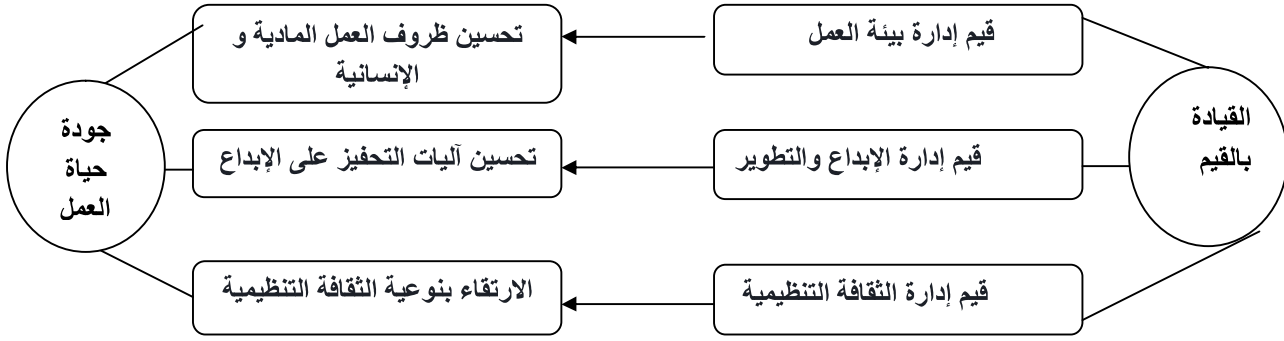 القيادة
بالقيم
قيم إدارة بيئة العمل
تحسين ظروف العمل المادية و
الإنسانية
قيم إدارة الإبداع والتطوير
تحسين آليات التحفيز على الإبداع
قيم إدارة الثقافة التنظيمية
الارتقاء بنوعية الثقافة التنظيمية
جودة
حياة
العمل